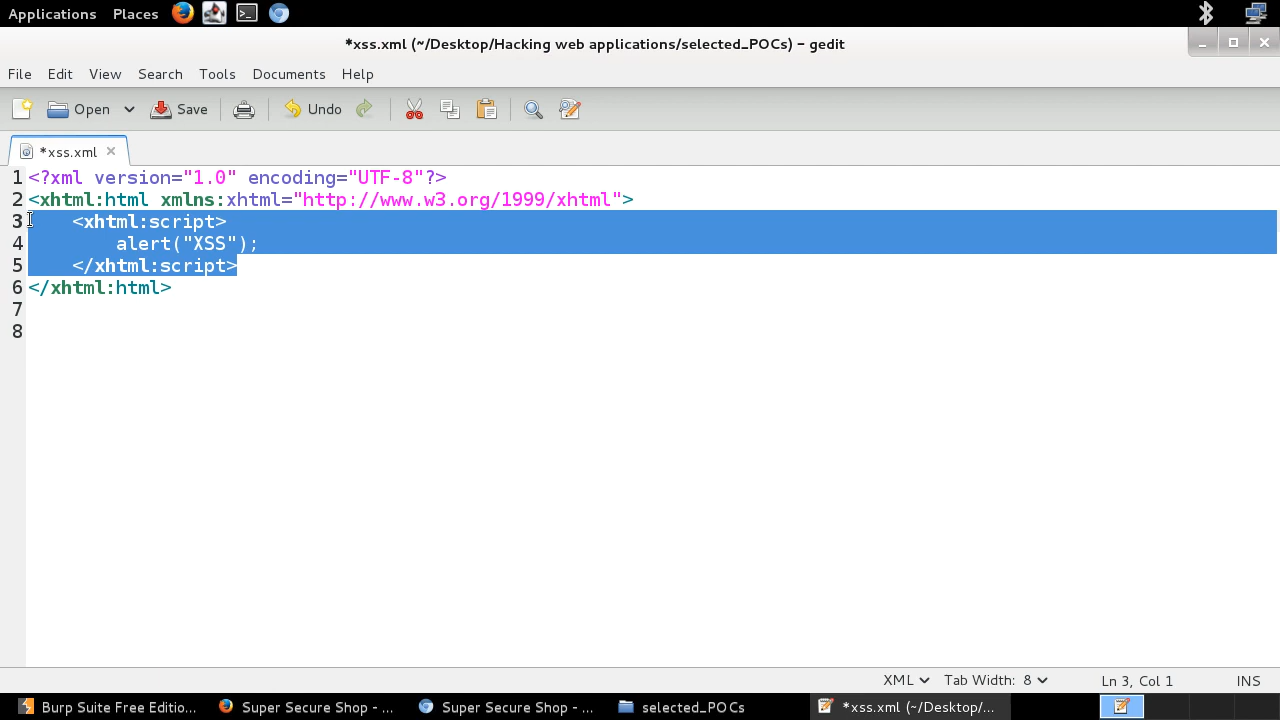 Applications Places
*xss.xml (~/Desktop/Hacking web applications/selected_POCs) - gedit
File Edit View Search Tools Documents Help
Open Save Undo
*xss.xml
1 <?xml version="1.0" encoding="UTF-8"?>
2 <xhtml:html xmlns:xhtml="http://www.w3.org/1999/xhtml">
3 <xhtml:script>
4 alert("XSS");
5 </xhtml:script>
6 </xhtml:html>
7
8
XML Tab Width: 8 Ln 3, Col 1 INS
Burp Suite Free Editio... Super Secure Shop - ... Super Secure Shop - ... selected_POCs *xss.xml (~/Desktop/...